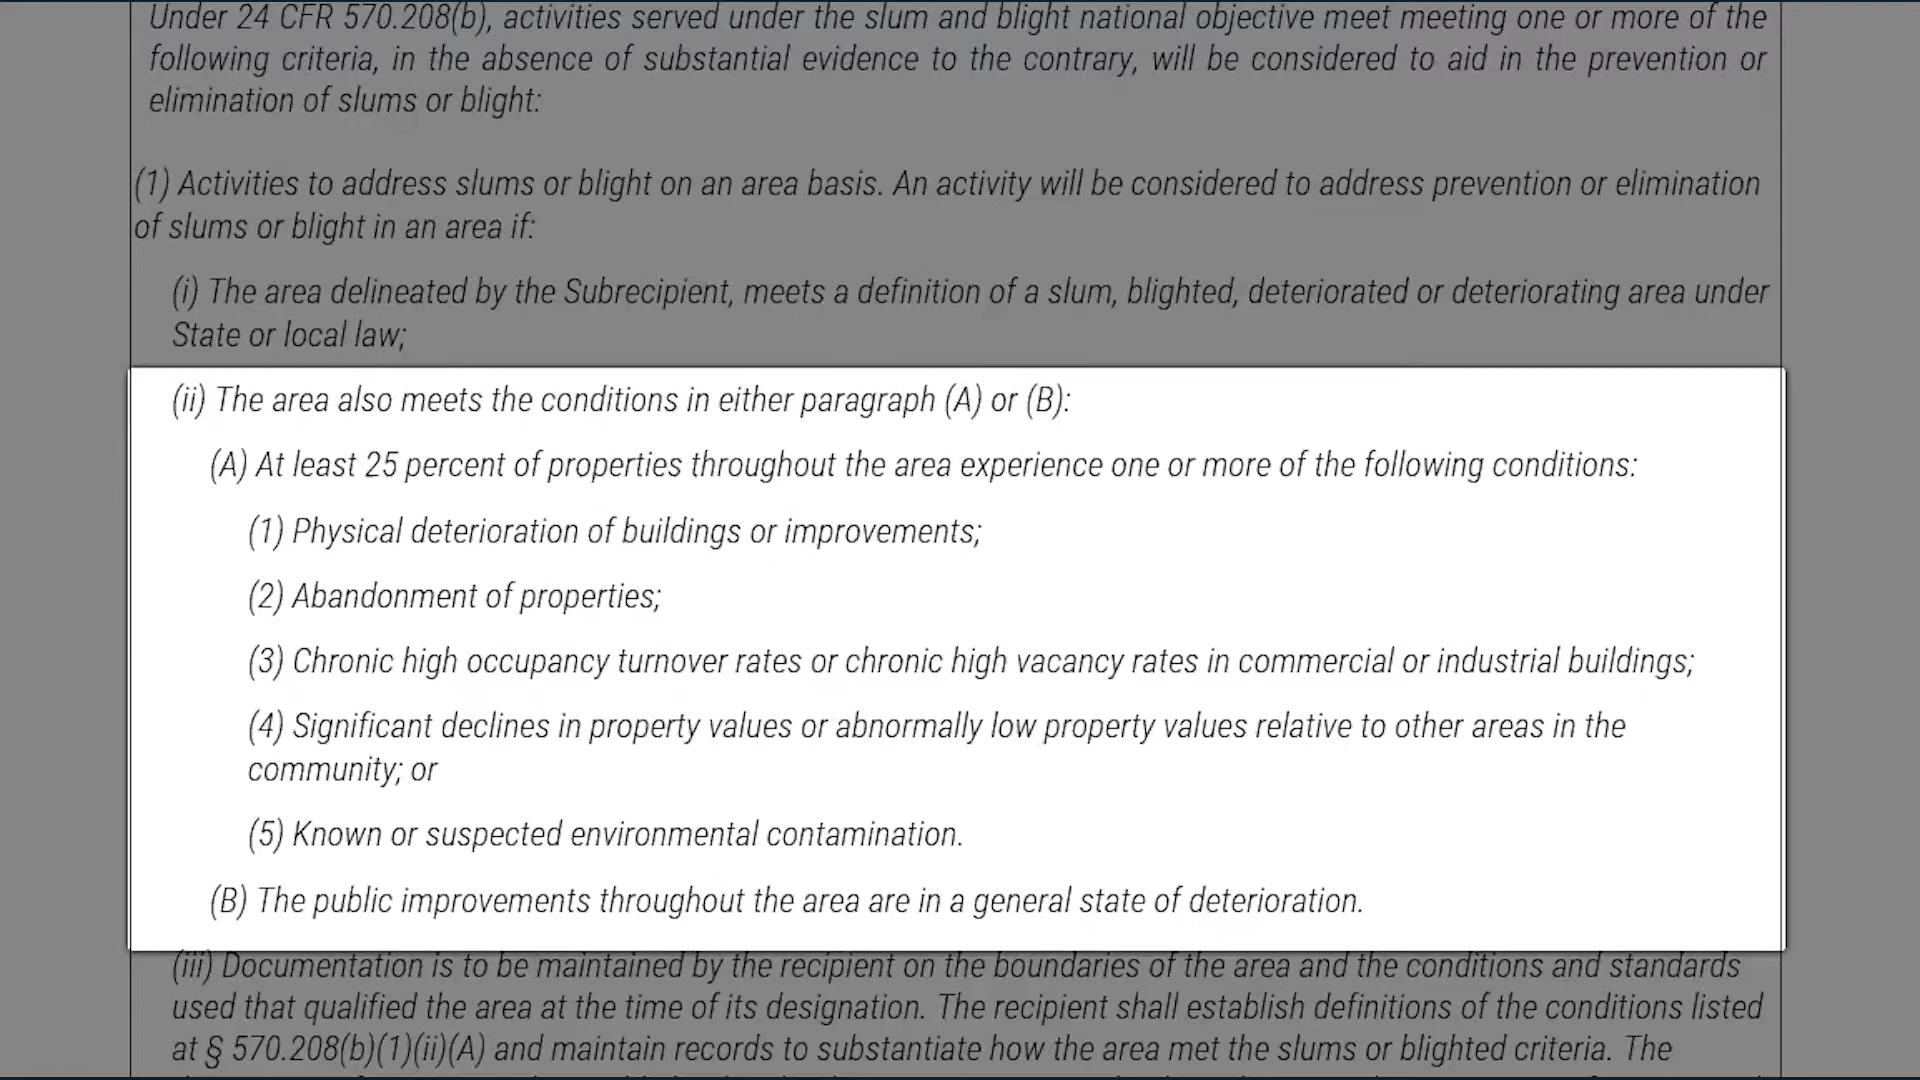 Under 24 CFR 570.208(b), activities served under the slum and blight national objective meet meeting one or more of the
following criteria, in the absence of substantial evidence to the contrary, will be considered to aid in the prevention or
elimination of slums or blight:
(1) Activities to address slums or blight on an area basis. An activity will be considered to address prevention or elimination
of slums or blight in an area if:
(i) The area delineated by the Subrecipient, meets a definition of a slum, blighted, deteriorated or deteriorating area under
State or local law;
(ii) The area also meets the conditions in either paragraph (A) or (B):
(A) At least 25 percent of properties throughout the area experience one or more of the following conditions:
(1) Physical deterioration of buildings or improvements;
(2) Abandonment of properties;
(3) Chronic high occupancy turnover rates or chronic high vacancy rates in commercial or industrial buildings;
(4) Significant declines in property values or abnormally low property values relative to other areas in the
community; or
(5) Known or suspected environmental contamination.
(B) The public improvements throughout the area are in a general state of deterioration.
(iii) Documentation is to be maintained by the recipient on the boundaries of the area and the conditions and standards
used that qualified the area at the time of its designation. The recipient shall establish definitions of the conditions listed
at § 570.208(b)(1)(ii)(A) and maintain records to substantiate how the area met the slums or blighted criteria. The